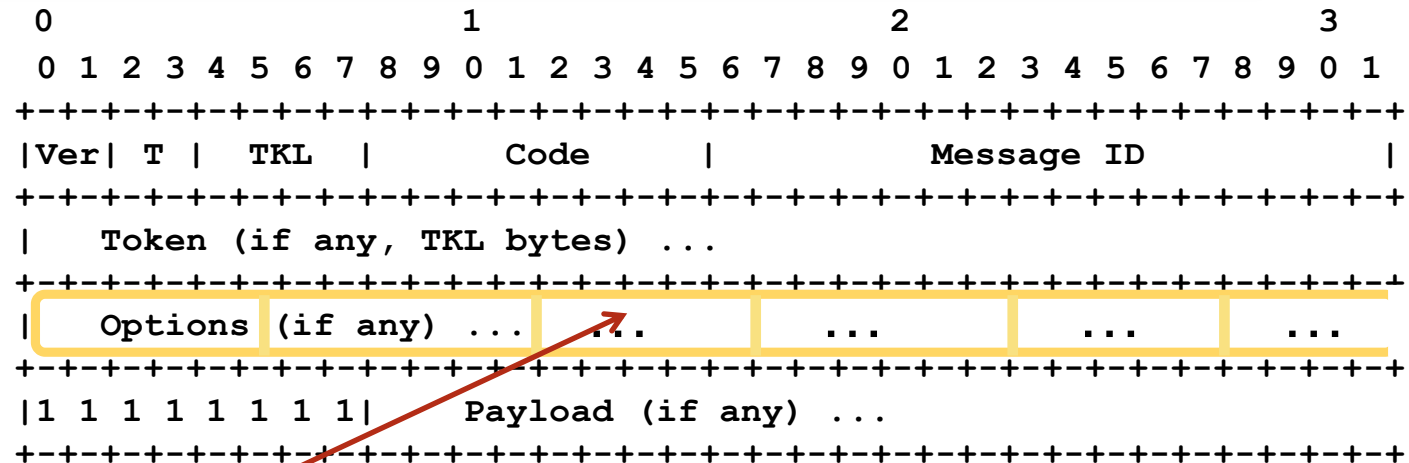 0                   1                   2                   3
0 1 2 3 4 5 6 7 8 9 0 1 2 3 4 5 6 7 8 9 0 1 2 3 4 5 6 7 8 9 0 1
+-+-+-+-+-+-+-+-+-+-+-+-+-+-+-+-+-+-+-+-+-+-+-+-+-+-+-+-+-+-+-+-+
|Ver| T |  TKL  |      Code     |          Message ID           |
+-+-+-+-+-+-+-+-+-+-+-+-+-+-+-+-+-+-+-+-+-+-+-+-+-+-+-+-+-+-+-+-+
|   Token (if any, TKL bytes) ...
+-+-+-+-+-+-+-+-+-+-+-+-+-+-+-+-+-+-+-+-+-+-+-+-+-+-+-+-+-+-+-+-+
|   Options (if any) ...   ...   ...   ...   ...
+-+-+-+-+-+-+-+-+-+-+-+-+-+-+-+-+-+-+-+-+-+-+-+-+-+-+-+-+-+-+-+-+
|1 1 1 1 1 1 1 1|    Payload (if any) ...
+-+-+-+-+-+-+-+-+-+-+-+-+-+-+-+-+-+-+-+-+-+-+-+-+-+-+-+-+-+-+-+-+